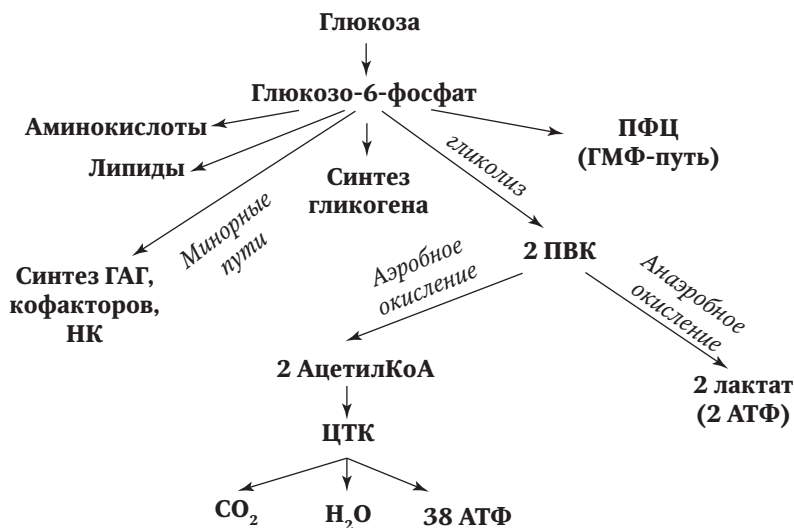 Глюкоза
Глюкозо-6-фосфат
Аминокислоты
Липиды
Минорные
пути
Синтез ГАГ,
кофакторов,
НК
Синтез
гликогена
гликолиз
ПФЦ
(ГМФ-путь)
2 ПВК
Аэробное
окисление
Анаэробное
окисление
2 АцетилКоА
2 лактат
(2 АТФ)
ЦТК
CO₂
H₂O
38 АТФ